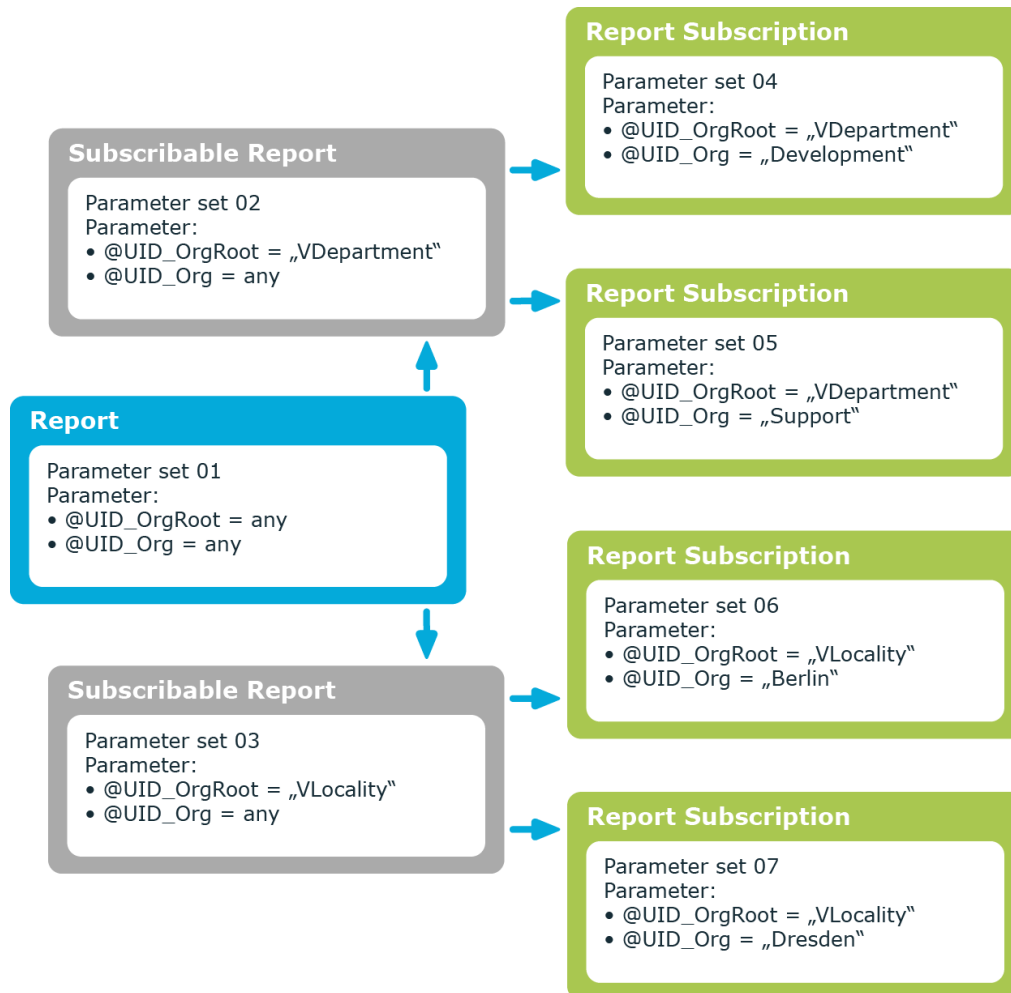 Report Subscription
Parameter set 04
Parameter:
• @UID_OrgRoot = „VDepartment‟
• @UID_Org = „Development‟
Subscribable Report
Parameter set 02
Parameter:
• @UID_OrgRoot = „VDepartment‟
• @UID_Org = any
Report Subscription
Parameter set 05
Parameter:
• @UID_OrgRoot = „VDepartment‟
• @UID_Org = „Support‟
Report
Parameter set 01
Parameter:
• @UID_OrgRoot = any
• @UID_Org = any
Report Subscription
Parameter set 06
Parameter:
• @UID_OrgRoot = „VLocality‟
• @UID_Org = „Berlin‟
Subscribable Report
Parameter set 03
Parameter:
• @UID_OrgRoot = „VLocality‟
• @UID_Org = any
Report Subscription
Parameter set 07
Parameter:
• @UID_OrgRoot = „VLocality‟
• @UID_Org = „Dresden‟